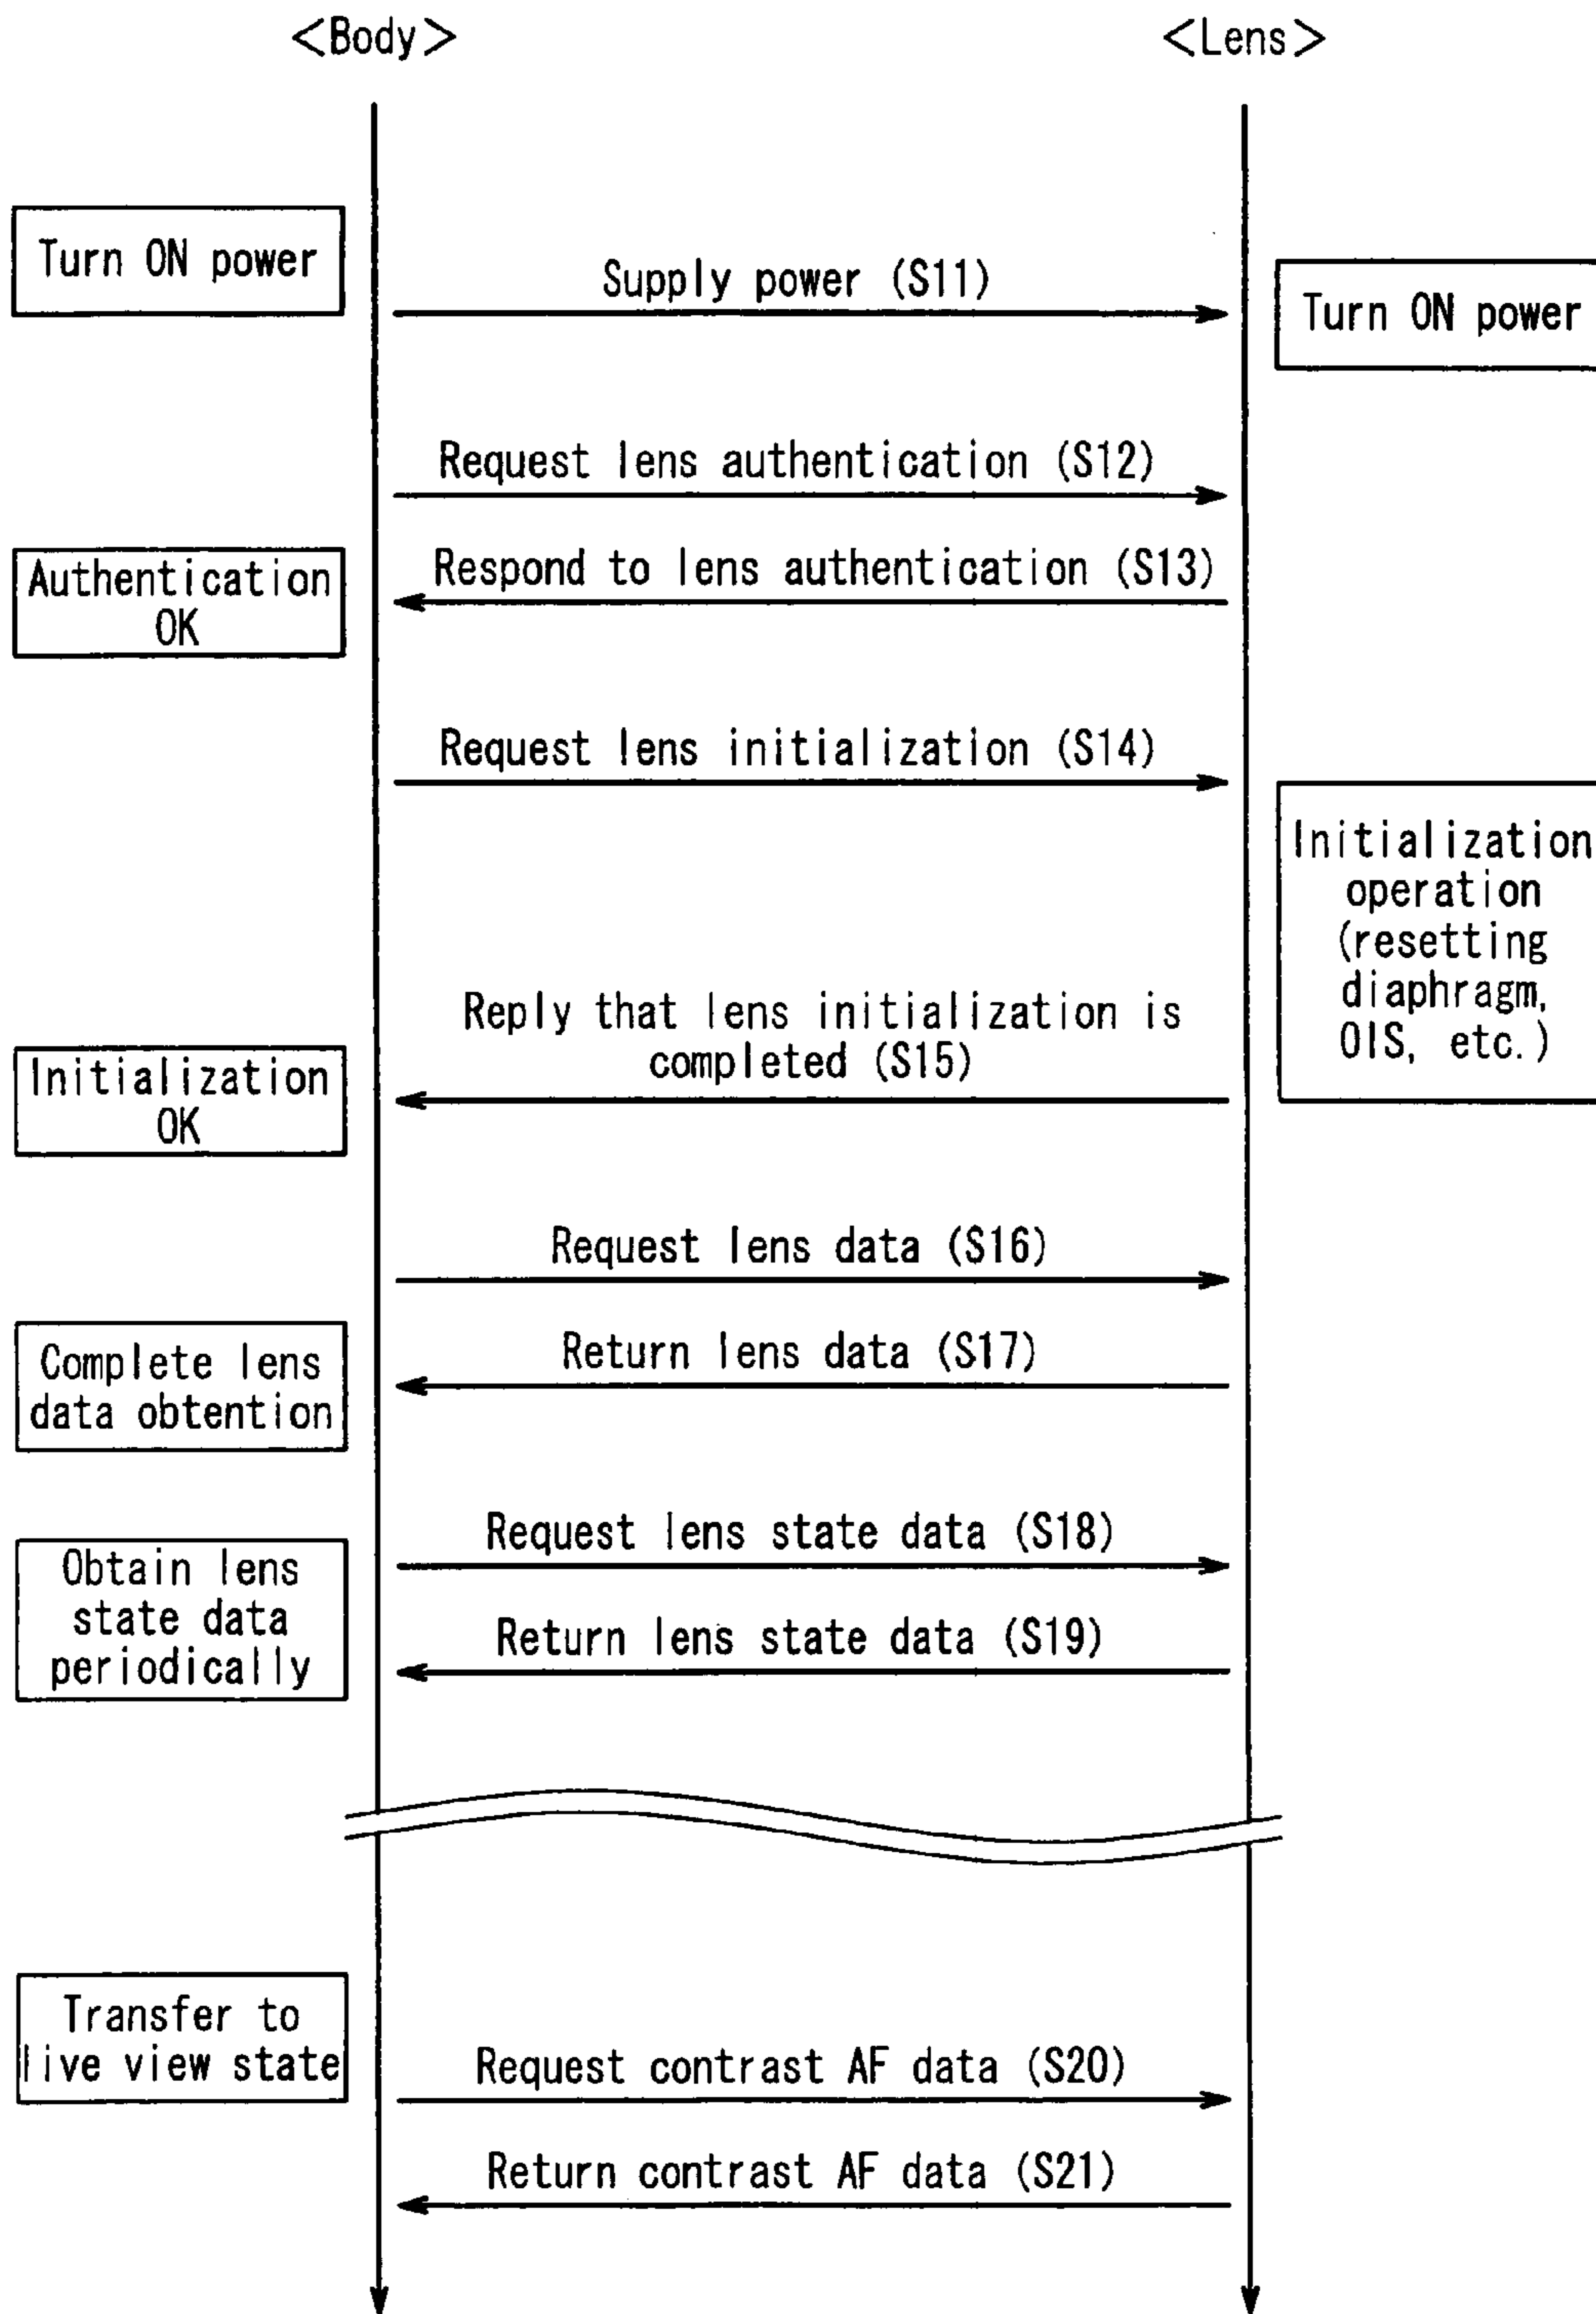 <Body>
<Lens>
Turn ON power
Supply power (S11)
Turn ON power
Request lens authentication (S12)
Respond to lens authentication (S13)
Authentication
OK
Request lens initialization (S14)
Initialization
operation
(resetting
diaphragm,
OIS, etc.)
Reply that lens initialization is
completed (S15)
Initialization
OK
Request lens data (S16)
Return lens data (S17)
Complete lens
data obtention
Request lens state data (S18)
Obtain lens
state data
periodically
Return lens state data (S19)
Transfer to
live view state
Request contrast AF data (S20)
Return contrast AF data (S21)